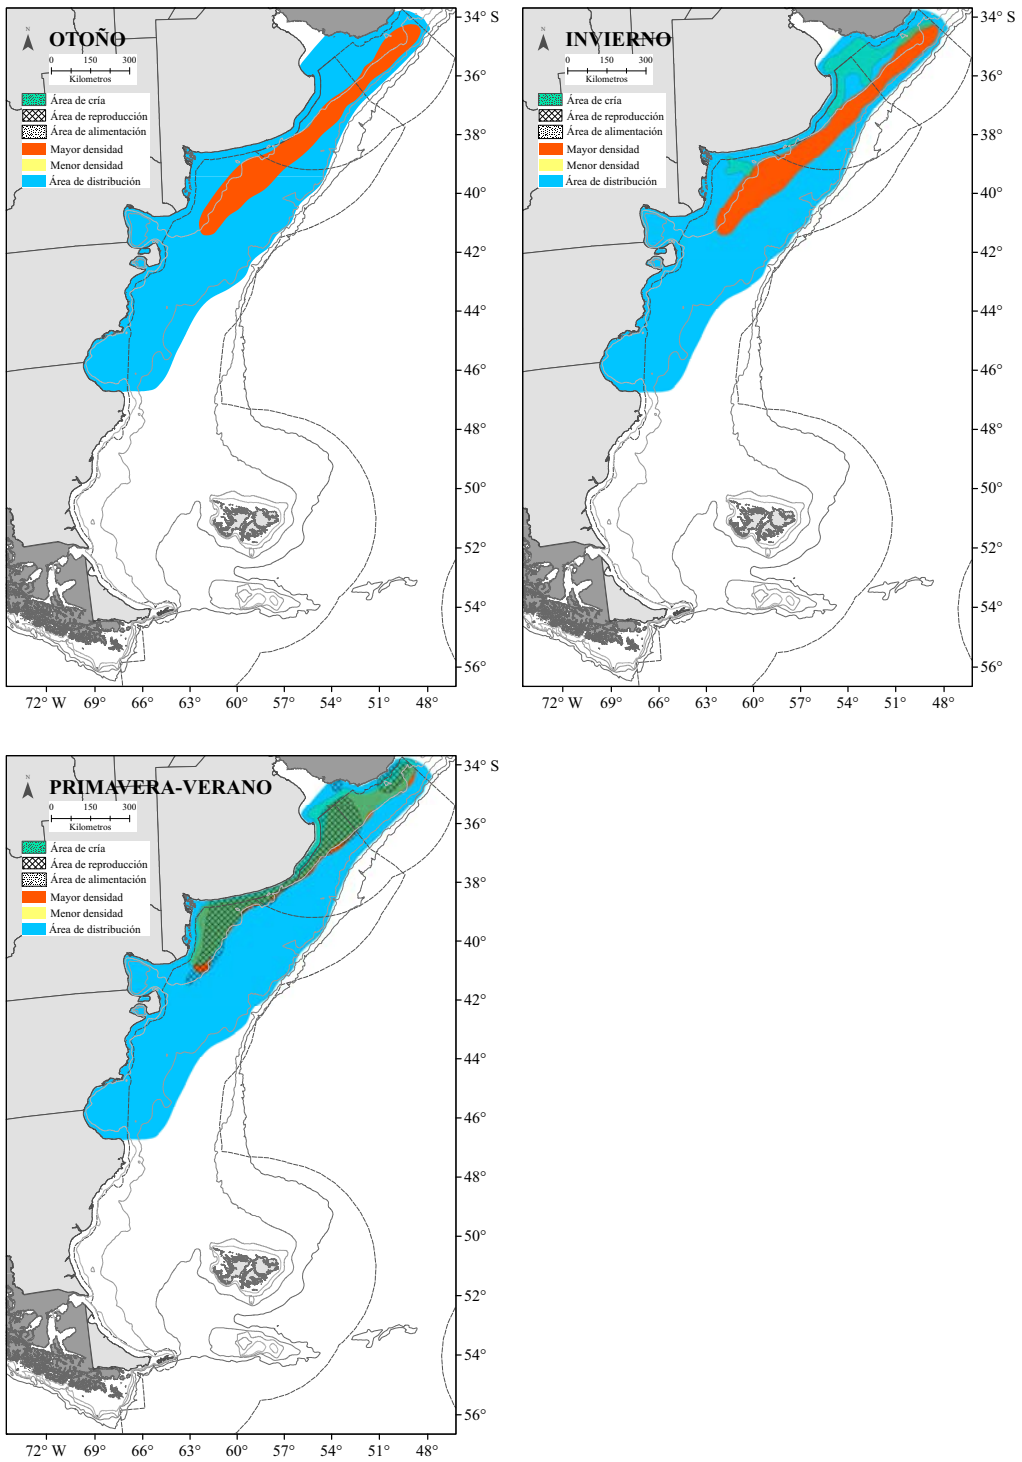 OTOÑO
N
0 150 300
Kilometros
Área de cría
Área de reproducción
Área de alimentación
Mayor densidad
Menor densidad
Área de distribución
34° S
36°
38°
40°
42°
44°
46°
48°
50°
52°
54°
56°
72° W 69° 66° 63° 60° 57° 54° 51° 48°
INVIERNO
N
0 150 300
Kilometros
Área de cría
Área de reproducción
Área de alimentación
Mayor densidad
Menor densidad
Área de distribución
34° S
36°
38°
40°
42°
44°
46°
48°
50°
52°
54°
56°
72° W 69° 66° 63° 60° 57° 54° 51° 48°
PRIMAVERA-VERANO
N
0 150 300
Kilometros
Área de cría
Área de reproducción
Área de alimentación
Mayor densidad
Menor densidad
Área de distribución
34° S
36°
38°
40°
42°
44°
46°
48°
50°
52°
54°
56°
72° W 69° 66° 63° 60° 57° 54° 51° 48°